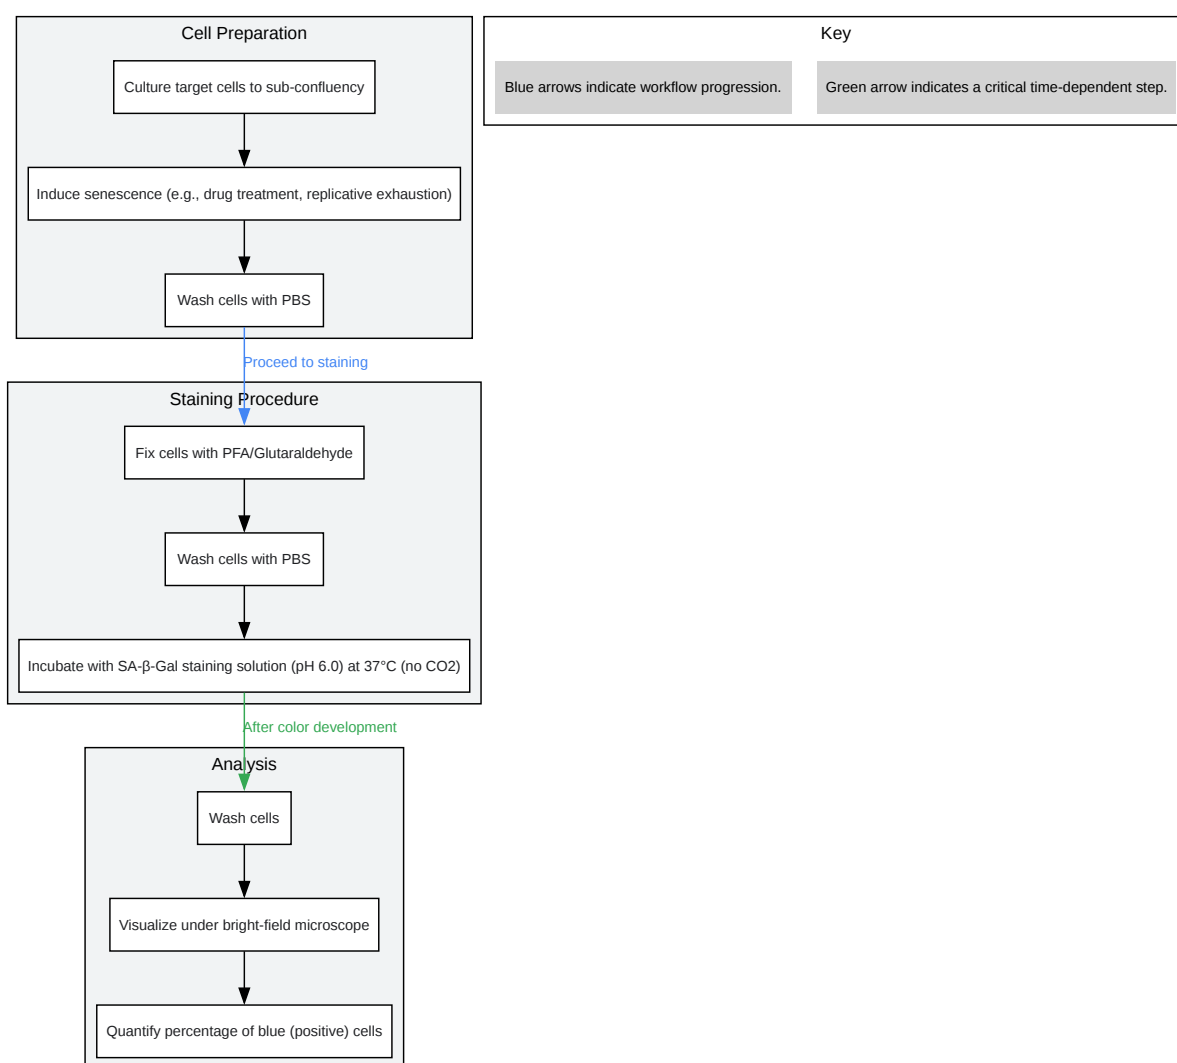 Cell Preparation
Culture target cells to sub-confluency
Induce senescence (e.g., drug treatment, replicative exhaustion)
Wash cells with PBS
Proceed to staining
Staining Procedure
Fix cells with PFA/Glutaraldehyde
Wash cells with PBS
Incubate with SA-β-Gal staining solution (pH 6.0) at 37°C (no CO2)
After color development
Analysis
Wash cells
Visualize under bright-field microscope
Quantify percentage of blue (positive) cells
Key
Blue arrows indicate workflow progression.
Green arrow indicates a critical time-dependent step.